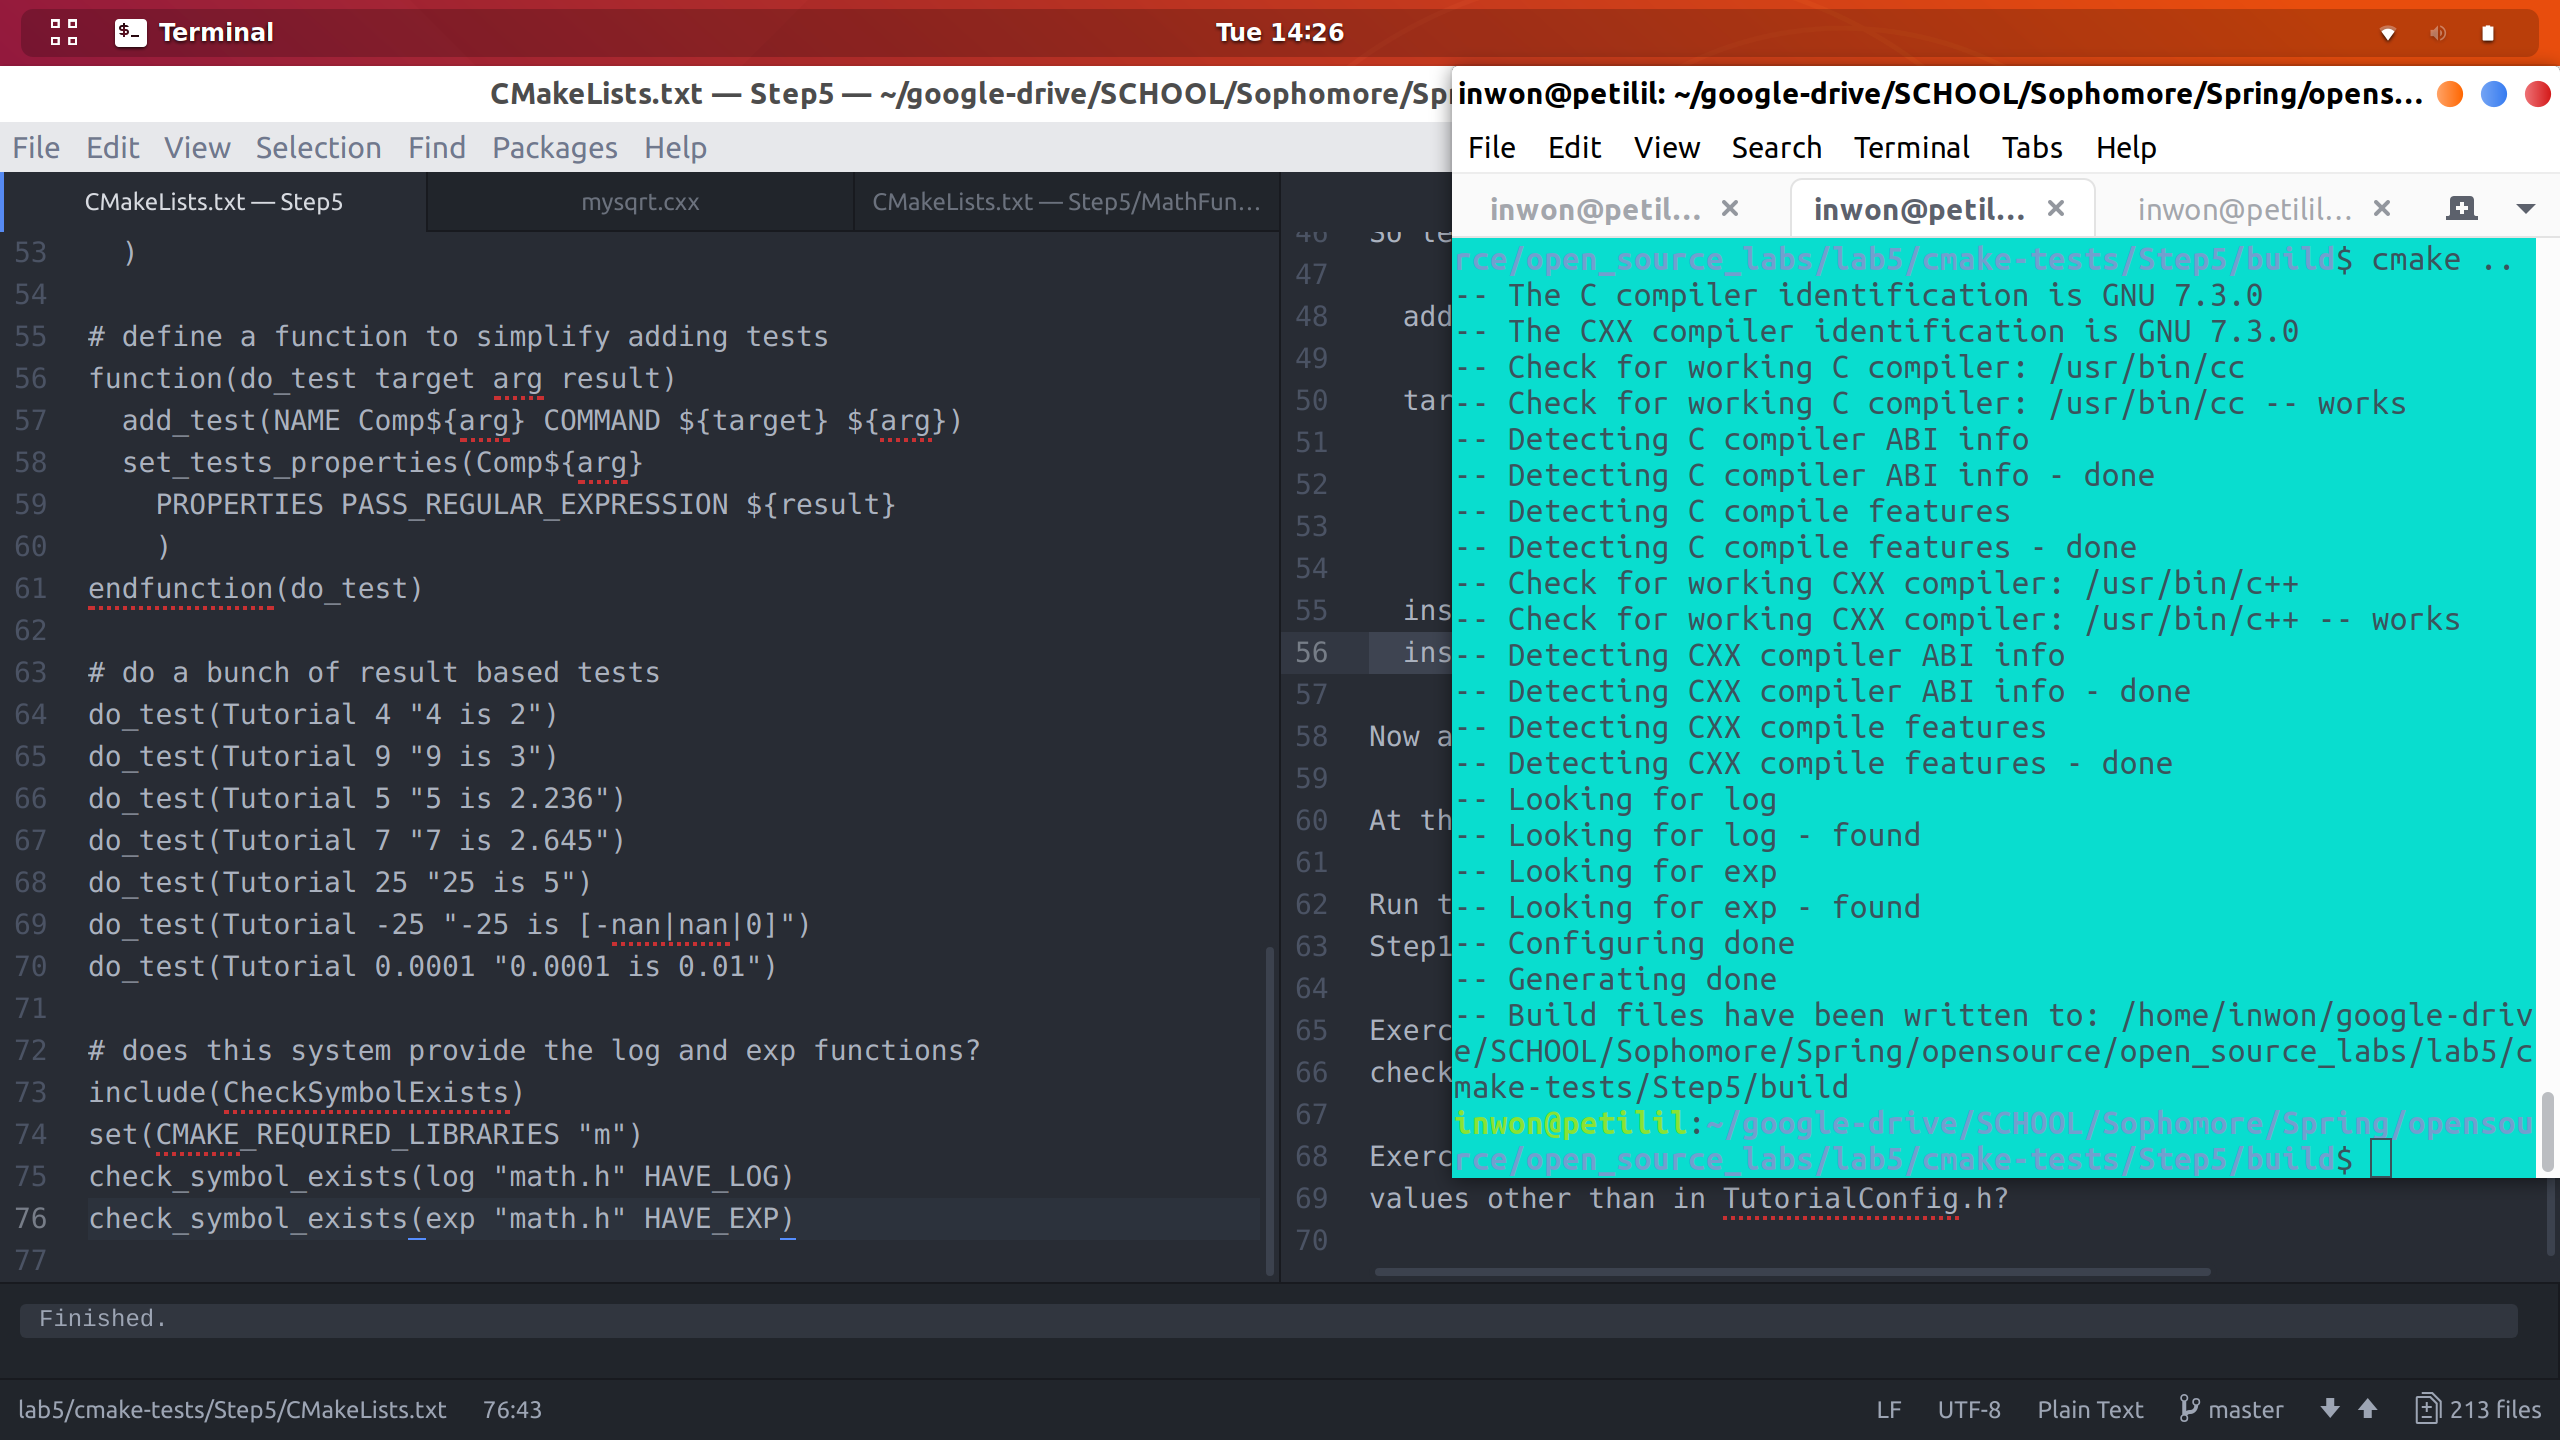 Terminal
Tue 14:26
CMakeLists.txt — Step5 — ~/google-drive/SCHOOL/Sophomore/Spr
File Edit View Selection Find Packages Help
CMakeLists.txt — Step5
mysqrt.cxx
CMakeLists.txt — Step5/MathFun...
53 )
54
55 # define a function to simplify adding tests
56 function(do_test target arg result)
57 add_test(NAME Comp${arg} COMMAND ${target} ${arg})
58 set_tests_properties(Comp${arg}
59 PROPERTIES PASS_REGULAR_EXPRESSION ${result}
60 )
61 endfunction(do_test)
62
63 # do a bunch of result based tests
64 do_test(Tutorial 4 "4 is 2")
65 do_test(Tutorial 9 "9 is 3")
66 do_test(Tutorial 5 "5 is 2.236")
67 do_test(Tutorial 7 "7 is 2.645")
68 do_test(Tutorial 25 "25 is 5")
69 do_test(Tutorial -25 "-25 is [-nan|nan|0]")
70 do_test(Tutorial 0.0001 "0.0001 is 0.01")
71
72 # does this system provide the log and exp functions?
73 include(CheckSymbolExists)
74 set(CMAKE_REQUIRED_LIBRARIES "m")
75 check_symbol_exists(log "math.h" HAVE_LOG)
76 check_symbol_exists(exp "math.h" HAVE_EXP)
77
46 So te
47
48 add
49
50 tar
51
52
53
54
55 ins
56 ins
57
58 Now a
59
60 At th
61
62 Run t
63 Step1
64
65 Exerc
66 check
67
68 Exerc
69 values other than in TutorialConfig.h?
70
inwon@petilil: ~/google-drive/SCHOOL/Sophomore/Spring/opens...
File Edit View Search Terminal Tabs Help
inwon@petil...
inwon@petil...
inwon@petilil...
rce/open_source_labs/lab5/cmake-tests/Step5/build$ cmake ..
-- The C compiler identification is GNU 7.3.0
-- The CXX compiler identification is GNU 7.3.0
-- Check for working C compiler: /usr/bin/cc
-- Check for working C compiler: /usr/bin/cc -- works
-- Detecting C compiler ABI info
-- Detecting C compiler ABI info - done
-- Detecting C compile features
-- Detecting C compile features - done
-- Check for working CXX compiler: /usr/bin/c++
-- Check for working CXX compiler: /usr/bin/c++ -- works
-- Detecting CXX compiler ABI info
-- Detecting CXX compiler ABI info - done
-- Detecting CXX compile features
-- Detecting CXX compile features - done
-- Looking for log
-- Looking for log - found
-- Looking for exp
-- Looking for exp - found
-- Configuring done
-- Generating done
-- Build files have been written to: /home/inwon/google-driv
e/SCHOOL/Sophomore/Spring/opensource/open_source_labs/lab5/c
make-tests/Step5/build
inwon@petilil:~/google-drive/SCHOOL/Sophomore/Spring/opensou
rce/open_source_labs/lab5/cmake-tests/Step5/build$
Finished.
lab5/cmake-tests/Step5/CMakeLists.txt 76:43
LF UTF-8 Plain Text master 213 files